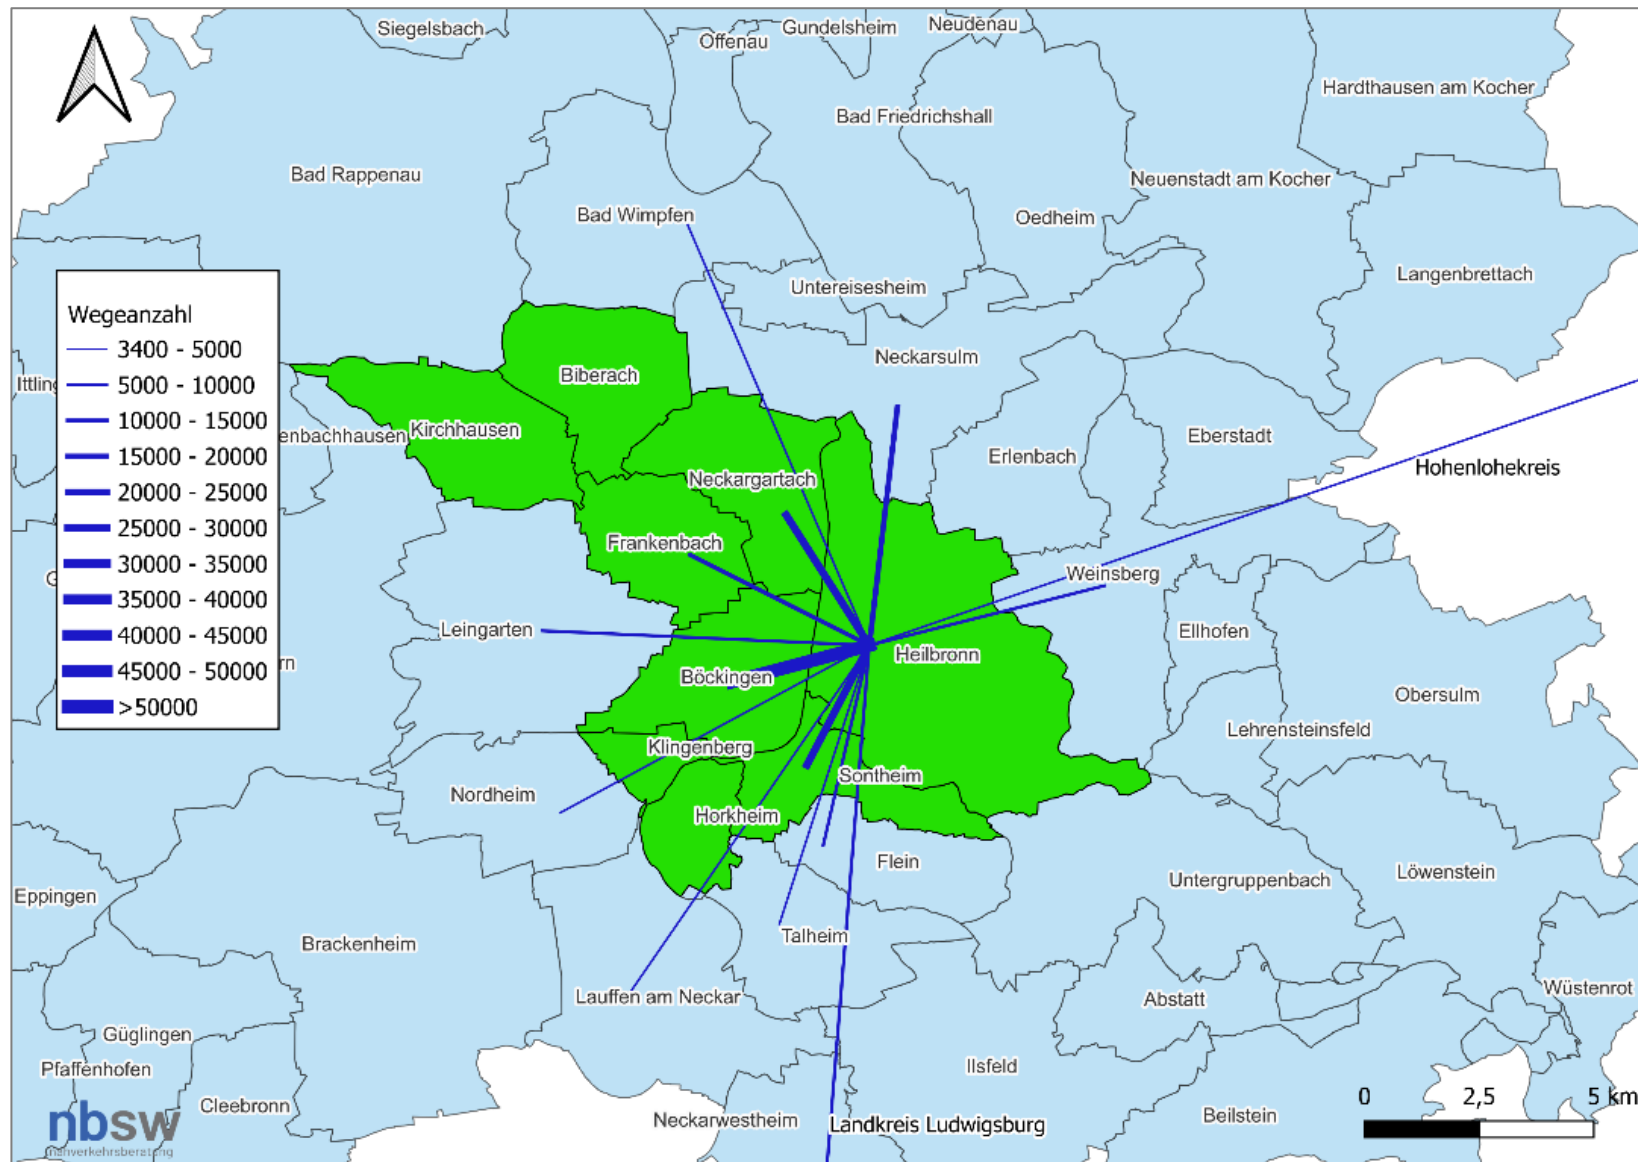 Siegelsbach
Offenau
Gundelsheim
Neudenau
Hardthausen am Kocher
Bad Friedrichshall
Bad Rappenau
Neuenstadt am Kocher
Bad Wimpfen
Oedheim
Langenbrettach
Untereisesheim
Wegeanzahl
3400 - 5000
5000 - 10000
10000 - 15000
15000 - 20000
20000 - 25000
25000 - 30000
30000 - 35000
35000 - 40000
40000 - 45000
45000 - 50000
>50000
Neckarsulm
Biberach
Ittling
enbachhausen
Kirchhausen
Eberstadt
Erlenbach
Hohenlohekreis
Neckargartach
Frankenbach
Weinsberg
G
Leingarten
Ellhofen
Heilbronn
rn
Böckingen
Obersulm
Lehrensteinsfeld
Klingenberg
Sontheim
Nordheim
Horkheim
Flein
Untergruppenbach
Löwenstein
Eppingen
Talheim
Brackenheim
Wüstenrot
Lauffen am Neckar
Abstatt
Güglingen
Pfaffenhofen
Ilsfeld
Cleebronn
Neckarwestheim
Landkreis Ludwigsburg
Beilstein
0 2,5 5 km
nbsw
nahverkehrsberatung